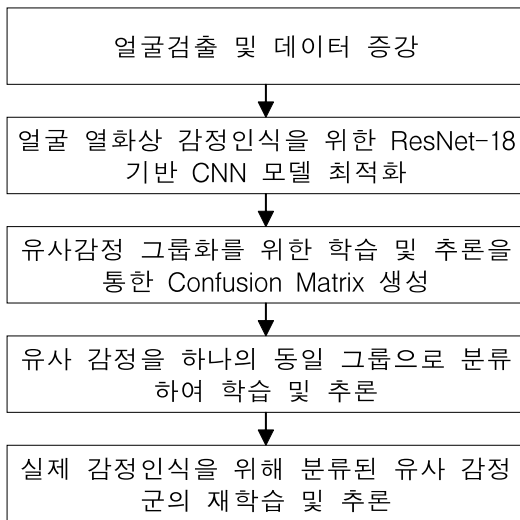 얼굴검출 및 데이터 증강
얼굴 열화상 감정인식을 위한 ResNet-18
기반 CNN 모델 최적화
유사감정 그룹화를 위한 학습 및 추론을
통한 Confusion Matrix 생성
유사 감정을 하나의 동일 그룹으로 분류
하여 학습 및 추론
실제 감정인식을 위해 분류된 유사 감정
군의 재학습 및 추론